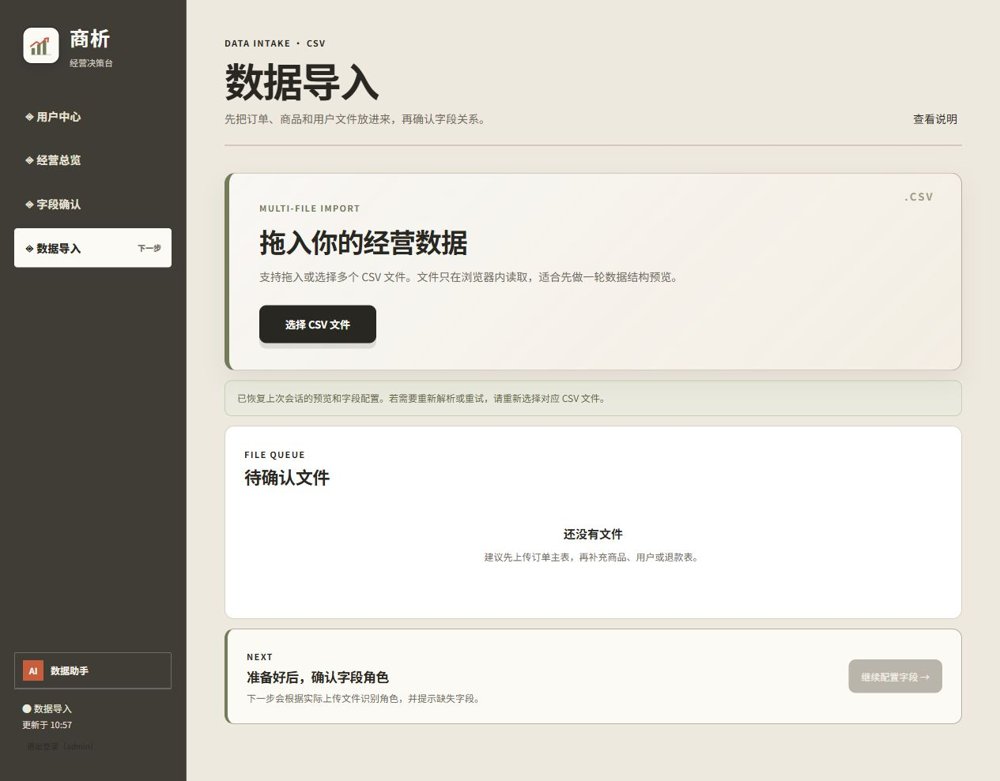 商析
经营决策台
◈ 用户中心
◈ 经营总览
◈ 字段确认
◈ 数据导入 下一步
AI 数据助手
● 数据导入
更新于 10:57
退出登录（admin）
DATA INTAKE · CSV
数据导入
先把订单、商品和用户文件放进来，再确认字段关系。
查看说明
.CSV
MULTI-FILE IMPORT
拖入你的经营数据
支持拖入或选择多个 CSV 文件。文件只在浏览器内读取，适合先做一轮数据结构预览。
选择 CSV 文件
已恢复上次会话的预览和字段配置。若需要重新解析或重试，请重新选择对应 CSV 文件。
FILE QUEUE
待确认文件
还没有文件
建议先上传订单主表，再补充商品、用户或退款表。
NEXT
准备好后，确认字段角色
下一步会根据实际上传文件识别角色，并提示缺失字段。
继续配置字段 →